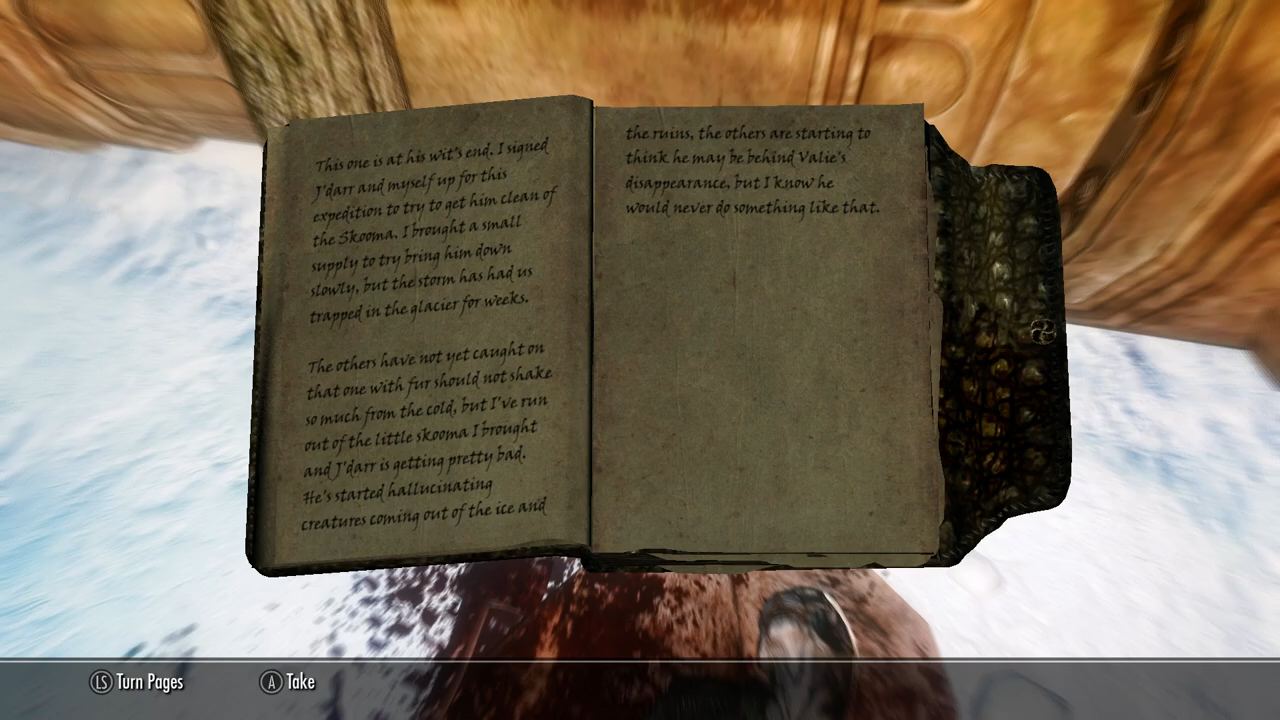 This one is at his wit's end. I signed
J'darr and myself up for this
expedition to try to get him clean of
the Skooma. I brought a small
supply to try bring him down
slowly, but the storm has had us
trapped in the glacier for weeks.
The others have not yet caught on
that one with fur should not shake
so much from the cold, but I've run
out of the little skooma I brought
and J'darr is getting pretty bad.
He's started hallucinating
creatures coming out of the ice and
the ruins, the others are starting to
think he may be behind Valie's
disappearance, but I know he
would never do something like that.
LS Turn Pages
A Take